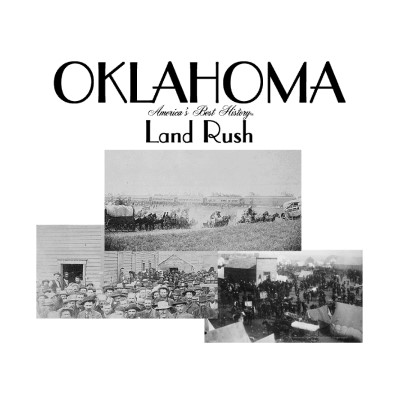 OKLAHOMA
America's Best History®
Land Rush